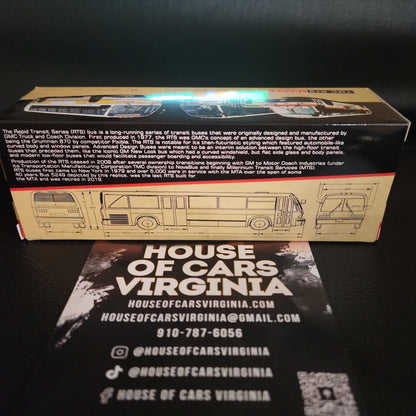 The Rapid Transit Series (RTS) bus is a long-running series of transit buses that were originally designed and manufactured by
GMC Truck and Coach Division. First produced in 1977, the RTS was GMC's concept of an advanced design bus, the other
being the Grumman 870 by competitor Flxible. The RTS is notable for its then-futuristic styling which featured automobile-like
curved body and window panels. Advanced Design Buses were meant to be an interim solution between the high-floor transit
buses that preceded them, like the iconic GM New Look bus which had a curved windshield, but flat side glass and body panels,
and modern low-floor buses that would facilitate passenger boarding and accessibility.
Production of the RTS ceased in 2009 after several ownership transitions beginning with GM to Motor Coach Industries (under
its Transportation Manufacturing Corporation TMC division) to NovaBus and finally Millennium Transit Services (MTS).
RTS buses first came to New York in 1978 and over 5,000 were in service with the MTA over the span of some
40 years. Bus 5249 depicted by this replica, was the last RTS built for
the MTA and was retired in 2019.
HOUSE
OF CARS
VIRGINIA
HOUSEOFCARSVIRGINIA.COM
HOUSEOFCARSVIRGINIA@GMAIL.COM
910-787-6056
@HOUSEOFCARSVIRGINIA
@HOUSEOFCARSVIRGINIA
HOUSE OF CARS VIRGINIA